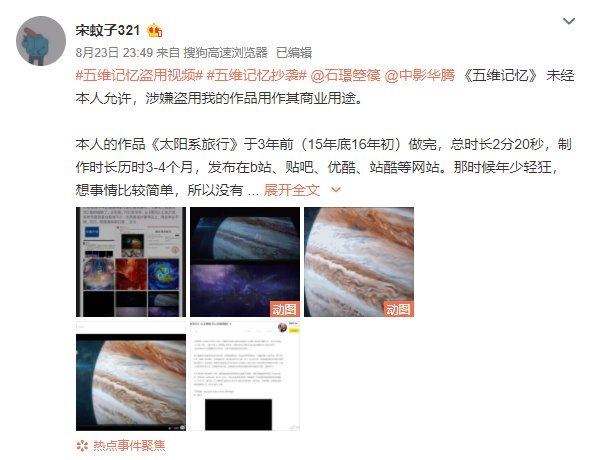 宋蚊子321
8月23日 23:49 来自 搜狗高速浏览器 已编辑
#五维记忆盗用视频# #五维记忆抄袭# @石璟箜篌 @中影华腾 《五维记忆》 未经
本人允许，涉嫌盗用我的作品用作其商业用途。
本人的作品《太阳系旅行》于3年前（15年底16年初）做完，总时长2分20秒，制
作时长历时3-4个月，发布在b站、贴吧、优酷、站酷等网站。那时候年少轻狂，
想事情比较简单，所以没有 ... 展开全文
动图
动图
热点事件聚焦